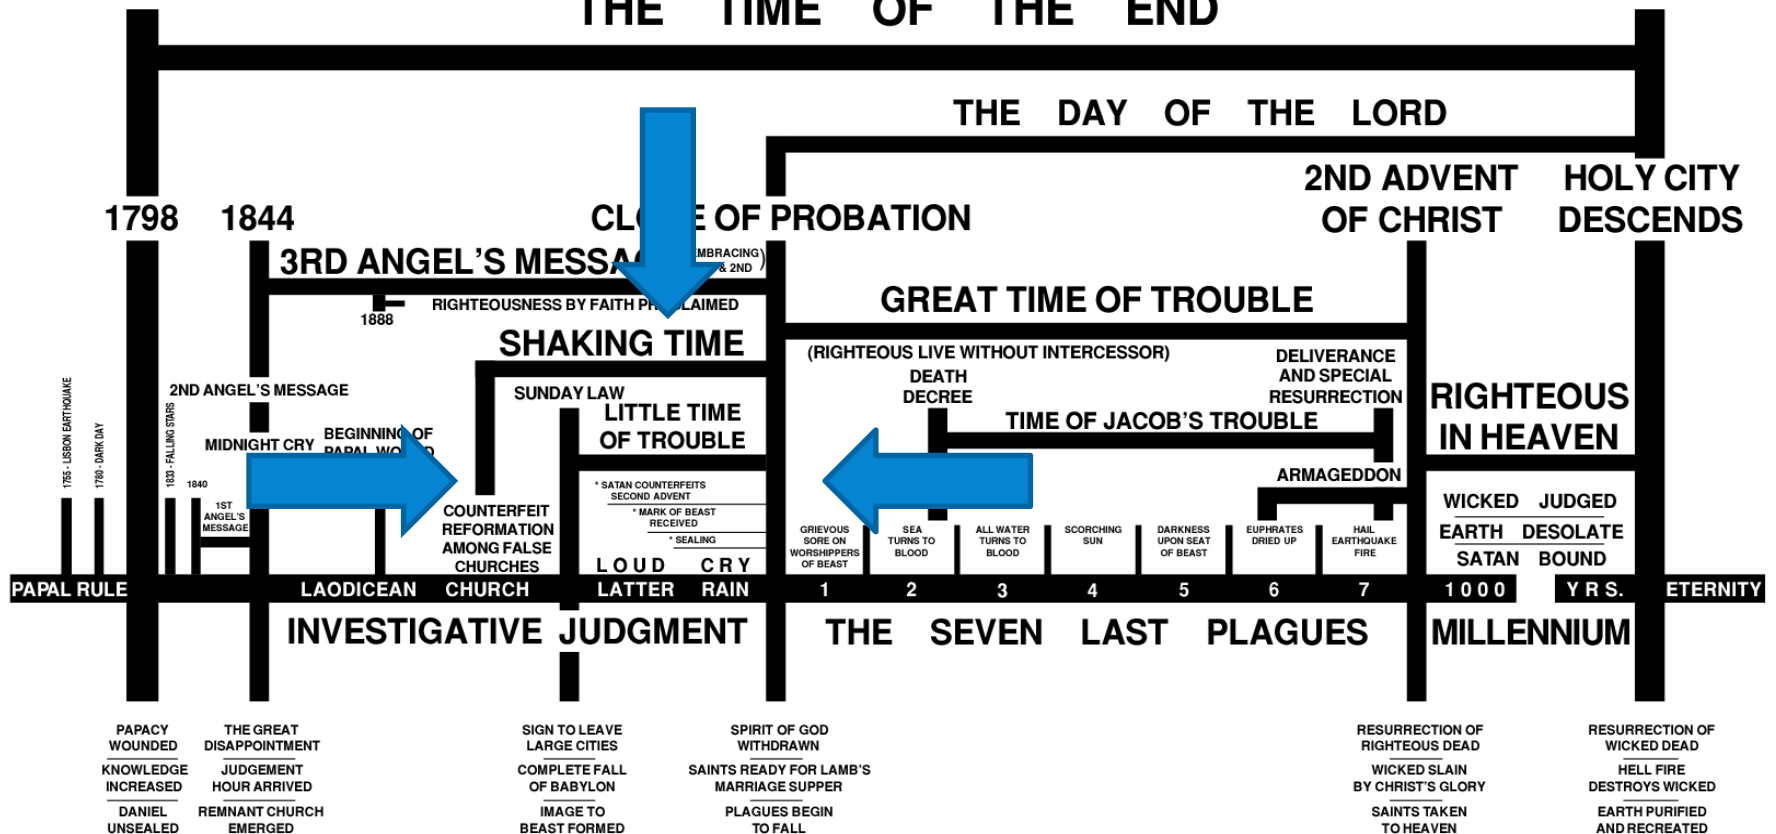 THE TIME OF THE END
THE DAY OF THE LORD
2ND ADVENT
OF CHRIST
HOLY CITY
DESCENDS
1798
1844
OF PROBATION
3RD ANGEL'S
& 2ND
RIGHTEOUSNESS BY FAITH
1888
GREAT TIME OF TROUBLE
SHAKING TIME
(RIGHTEOUS LIVE WITHOUT INTERCESSOR)
DEATH
DECREE
DELIVERANCE
AND SPECIAL
RESURRECTION
2ND ANGEL'S MESSAGE
SUNDAY LAW
LITTLE TIME
OF TROUBLE
TIME OF JACOB'S TROUBLE
RIGHTEOUS
IN HEAVEN
1755 - LISBON EARTHQUAKE
1780 - DARK DAY
1833 - FALLING STARS
1840
MIDNIGHT CRY
BEGINNING OF
ARMAGEDDON
1ST
ANGEL'S
MESSAGE
COUNTERFEIT
REFORMATION
AMONG FALSE
CHURCHES
* SATAN COUNTERFEITS
SECOND ADVENT
* MARK OF BEAST
RECEIVED
* SEALING
LOUD CRY
GRIEVOUS
SORE ON
WORSHIPPERS
OF BEAST
SEA
TURNS TO
BLOOD
ALL WATER
TURNS TO
BLOOD
SCORCHING
SUN
DARKNESS
UPON SEAT
OF BEAST
EUPHRATES
DRIED UP
HAIL
EARTHQUAKE
FIRE
WICKED JUDGED
EARTH DESOLATE
SATAN BOUND
PAPAL RULE LAODICEAN CHURCH LATTER RAIN 1 2 3 4 5 6 7 1000 YRS. ETERNITY
INVESTIGATIVE JUDGMENT THE SEVEN LAST PLAGUES MILLENNIUM
PAPACY
WOUNDED
KNOWLEDGE
INCREASED
DANIEL
UNSEALED
THE GREAT
DISAPPOINTMENT
JUDGEMENT
HOUR ARRIVED
REMNANT CHURCH
EMERGED
SIGN TO LEAVE
LARGE CITIES
COMPLETE FALL
OF BABYLON
IMAGE TO
BEAST FORMED
SPIRIT OF GOD
WITHDRAWN
SAINTS READY FOR LAMB'S
MARRIAGE SUPPER
PLAGUES BEGIN
TO FALL
RESURRECTION OF
RIGHTEOUS DEAD
WICKED SLAIN
BY CHRIST'S GLORY
SAINTS TAKEN
TO HEAVEN
RESURRECTION OF
WICKED DEAD
HELL FIRE
DESTROYS WICKED
EARTH PURIFIED
AND RECREATED